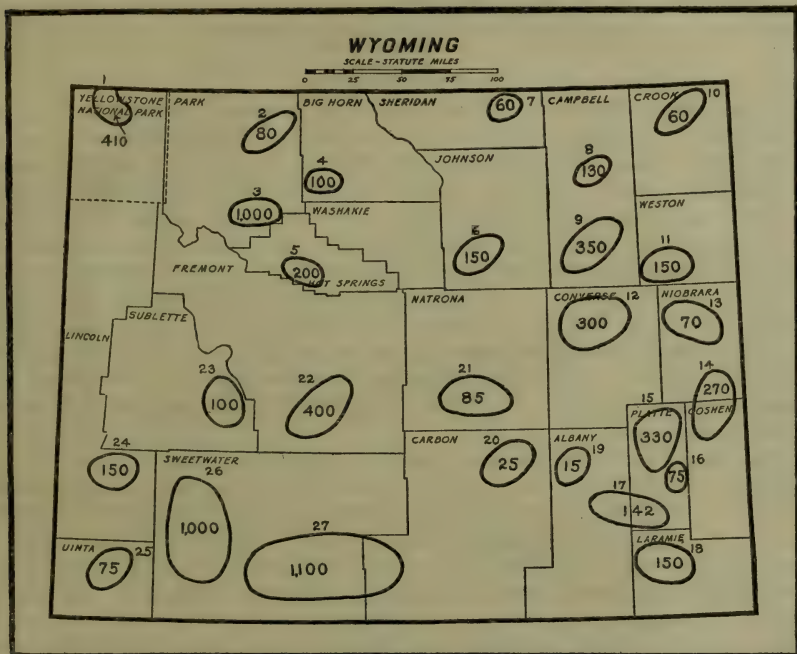 WYOMING
SCALE-STATUTE MILES
0 25 50 75 100
1
YELLOWSTONE
NATIONAL PARK
410
PARK
2
80
BIG HORN
SHERIDAN
60
7
CAMPBELL
CROOK
10
60
3
1,000
4
100
JOHNSON
8
130
WASHAKIE
WESTON
5
200
HOT SPRINGS
150
9
350
11
150
FREMONT
NATRONA
CONVERSE
12
300
NIOBRARA
13
70
LINCOLN
SUBLETTE
23
100
22
400
21
85
14
270
15
PLATTE
330
GOSHEN
24
150
SWEETWATER
26
1,000
CARBON
20
25
ALBANY
15
19
75
16
17
142
UINTA
75
25
27
1,100
LARAMIE
150
18